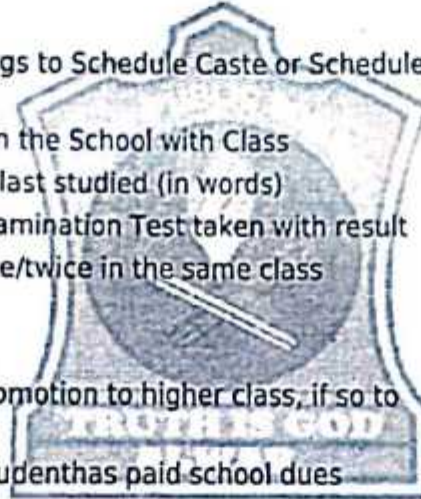 gs to Schedule Caste or Schedule
n the School with Class
last studied (in words)
amination Test taken with result
e/twice in the same class
omotion to higher class, if so to
TRUTH IS GOD
udenthas paid school dues